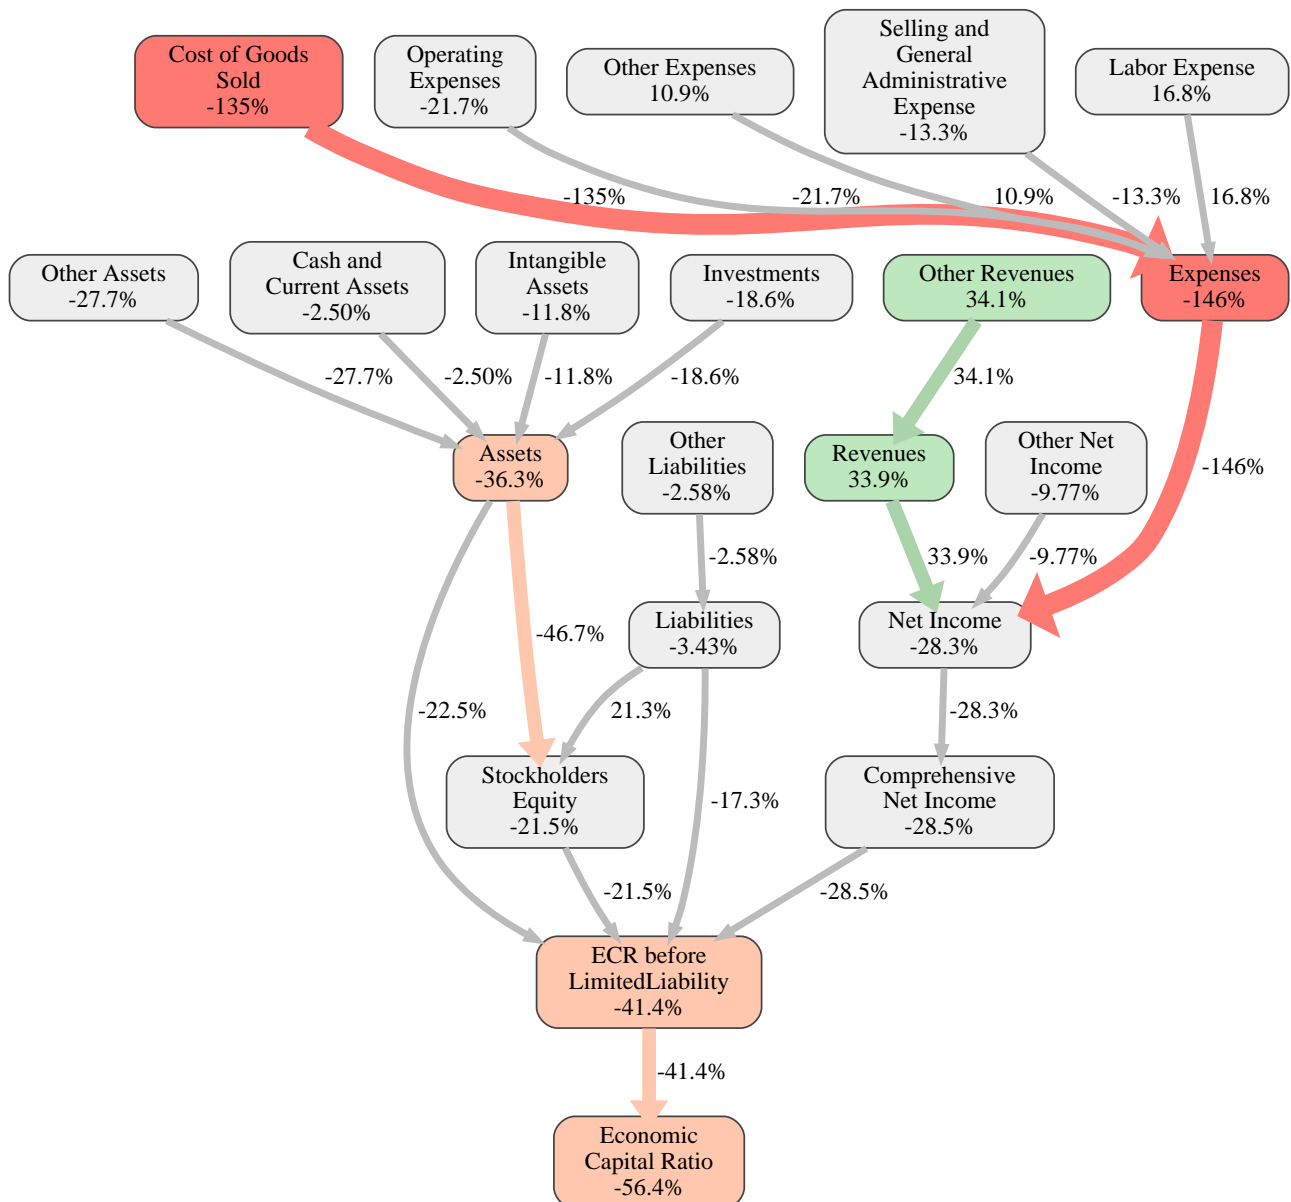 Cost of Goods
Sold
-135%
Operating
Expenses
-21.7%
Other Expenses
10.9%
Selling and
General
Administrative
Expense
-13.3%
Labor Expense
16.8%
-135%
-21.7%
10.9%
-13.3%
16.8%
Other Assets
-27.7%
Cash and
Current Assets
-2.50%
Intangible
Assets
-11.8%
Investments
-18.6%
Other Revenues
34.1%
Expenses
-146%
-27.7%
-2.50%
-11.8%
-18.6%
34.1%
Assets
-36.3%
Other
Liabilities
-2.58%
Revenues
33.9%
Other Net
Income
-9.77%
-146%
-2.58%
33.9%
-9.77%
-46.7%
Liabilities
-3.43%
Net Income
-28.3%
-22.5%
21.3%
-28.3%
Stockholders
Equity
-21.5%
-17.3%
Comprehensive
Net Income
-28.5%
-21.5%
-28.5%
ECR before
LimitedLiability
-41.4%
-41.4%
Economic
Capital Ratio
-56.4%